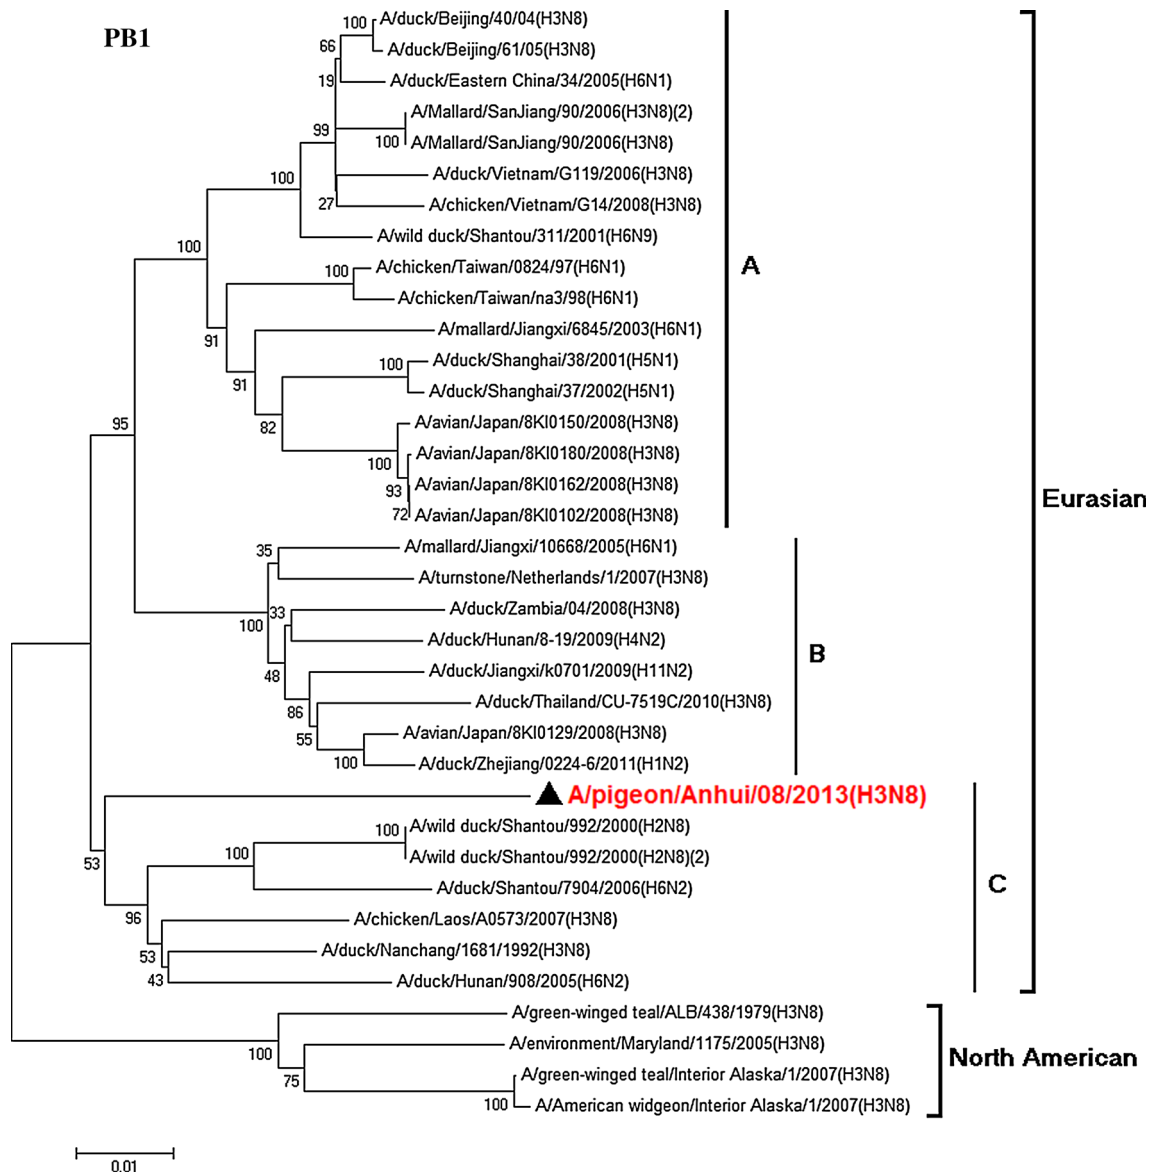 PB1
100
A/duck/Beijing/40/04(H3N8)
66
A/duck/Beijing/61/05(H3N8)
19
A/duck/Eastern China/34/2005(H6N1)
A/Mallard/SanJiang/90/2006(H3N8)(2)
99
100
A/Mallard/SanJiang/90/2006(H3N8)
100
A/duck/Vietnam/G119/2006(H3N8)
27
A/chicken/Vietnam/G14/2008(H3N8)
A/wild duck/Shantou/311/2001(H6N9)
100
100
A/chicken/Taiwan/0824/97(H6N1)
A
A/chicken/Taiwan/na3/98(H6N1)
91
A/mallard/Jiangxi/6845/2003(H6N1)
100
A/duck/Shanghai/38/2001(H5N1)
91
A/duck/Shanghai/37/2002(H5N1)
95
82
A/avian/Japan/8KI0150/2008(H3N8)
100
A/avian/Japan/8KI0180/2008(H3N8)
93
A/avian/Japan/8KI0162/2008(H3N8)
Eurasian
72
A/avian/Japan/8KI0102/2008(H3N8)
35
A/mallard/Jiangxi/10668/2005(H6N1)
A/turnstone/Netherlands/1/2007(H3N8)
33
100
A/duck/Zambia/04/2008(H3N8)
A/duck/Hunan/8-19/2009(H4N2)
B
48
A/duck/Jiangxi/k0701/2009(H11N2)
86
A/duck/Thailand/CU-7519C/2010(H3N8)
55
A/avian/Japan/8KI0129/2008(H3N8)
100
A/duck/Zhejiang/0224-6/2011(H1N2)
A/pigeon/Anhui/08/2013(H3N8)
100
A/wild duck/Shantou/992/2000(H2N8)
53
100
A/wild duck/Shantou/992/2000(H2N8)(2)
A/duck/Shantou/7904/2006(H6N2)
C
96
A/chicken/Laos/A0573/2007(H3N8)
53
A/duck/Nanchang/1681/1992(H3N8)
43
A/duck/Hunan/908/2005(H6N2)
A/green-winged teal/ALB/438/1979(H3N8)
100
A/environment/Maryland/1175/2005(H3N8)
North American
75
A/green-winged teal/Interior Alaska/1/2007(H3N8)
100
A/American widgeon/Interior Alaska/1/2007(H3N8)
0.01